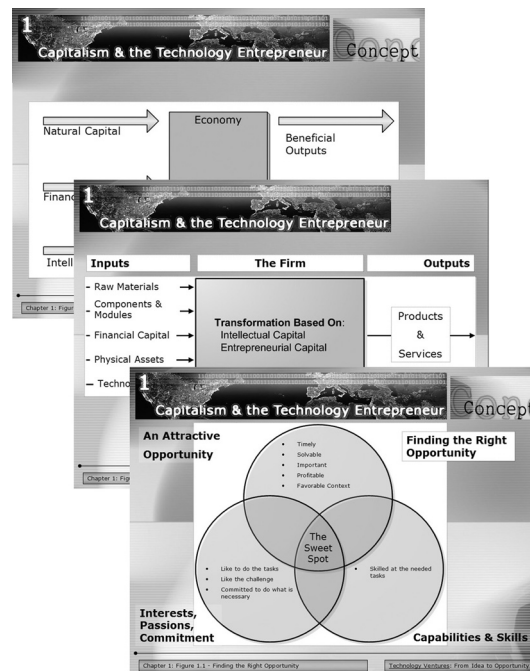 1
Capitalism & the Technology Entrepreneur
Concept
Natural Capital
Economy
Beneficial
Outputs
Chapter 1:
1
Capitalism & the Technology Entrepreneur
Inputs
The Firm
Outputs
Raw Materials
Components &
Modules
Financial Capital
Physical Assets
Transformation Based On:
Intellectual Capital
Entrepreneurial Capital
Products
&
Services
Chapter 1:
1
Capitalism & the Technology Entrepreneur
Concept
An Attractive
Opportunity
Finding the Right
Opportunity
• Timely
• Solvable
• Important
• Profitable
• Favorable Context
The
Sweet
Spot
• Like to do the tasks
• Like the challenge
• Committed to do what is
necessary
• Skilled at the needed
tasks
Interests,
Passions,
Commitment
Capabilities & Skills
Chapter 1: Figure 1.1 - Finding the Right Opportunity
Technology Ventures: From Idea to Opportunity